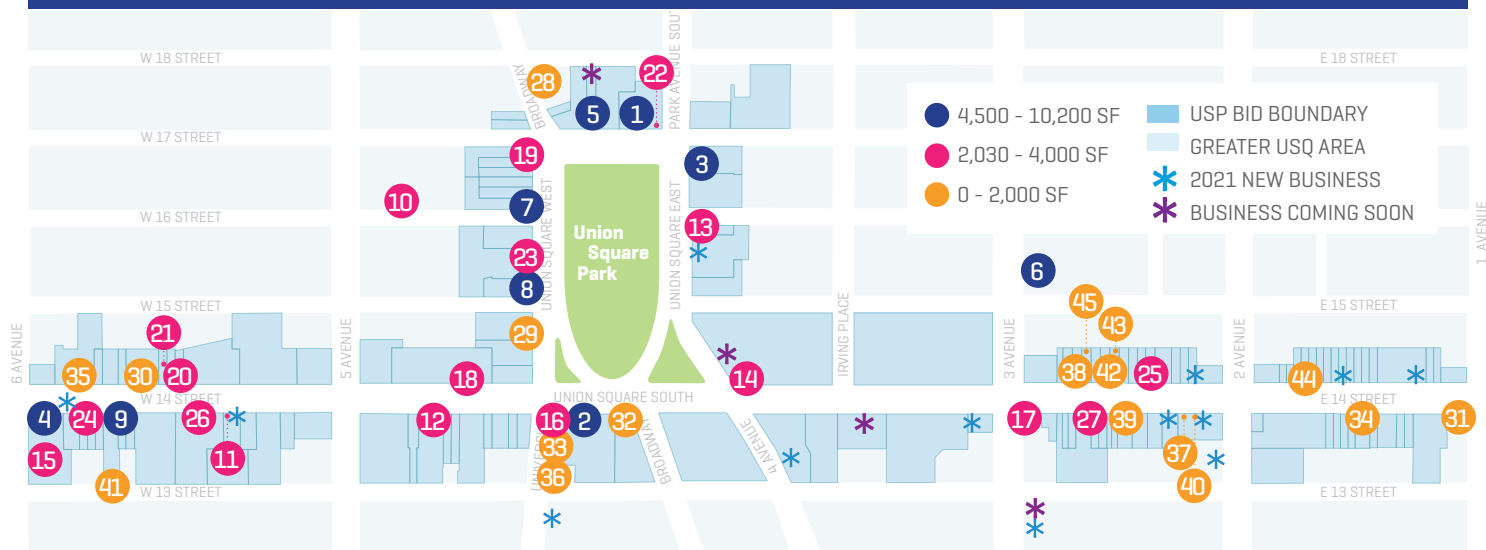 W 18 STREET
E 18 STREET
BROADWAY
PARK AVENUE SOU
28
22
5
1
4,500 - 10,200 SF
2,030 - 4,000 SF
0 - 2,000 SF
USP BID BOUNDARY
GREATER USQ AREA
2021 NEW BUSINESS
BUSINESS COMING SOON
W 17 STREET
19
3
10
7
UNION SQUARE WEST
UNION SQUARE EAST
W 16 STREET
13
Union
Square
Park
23
8
6
1 AVENUE
W 15 STREET
E 15 STREET
45
43
21
29
6 AVENUE
5 AVENUE
IRVING PLACE
3 AVENUE
2 AVENUE
35
30
20
18
14
38
42
25
44
W 14 STREET
UNION SQUARE SOUTH
E 14 STREET
4
24
9
26
12
16
2
32
17
27
39
34
31
15
11
33
36
UNIVERS
BROADWAY
4 AVENUE
37
40
41
W 13 STREET
E 13 STREET